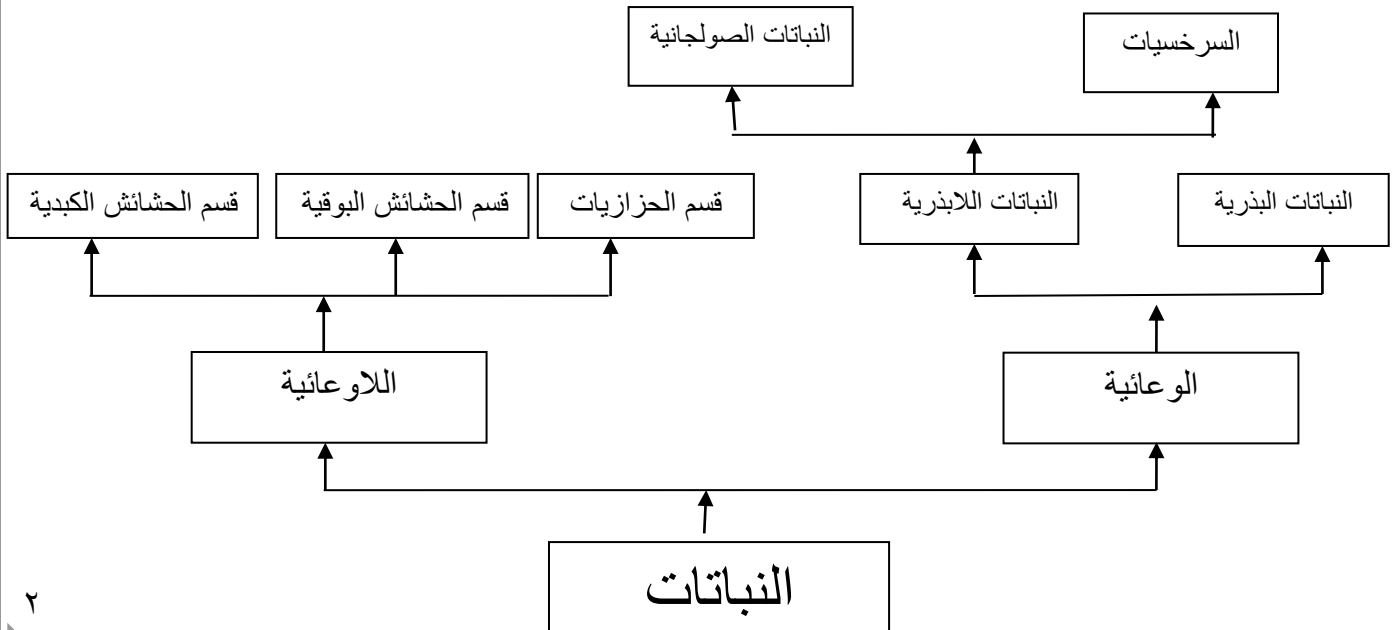 السرخسيات
النباتات الصولجانية
النباتات البذرية
النباتات اللابذرية
قسم الحزازيات
قسم الحشائش البوقية
قسم الحشائش الكبدية
الوعائية
اللاوعائية
النباتات
٢